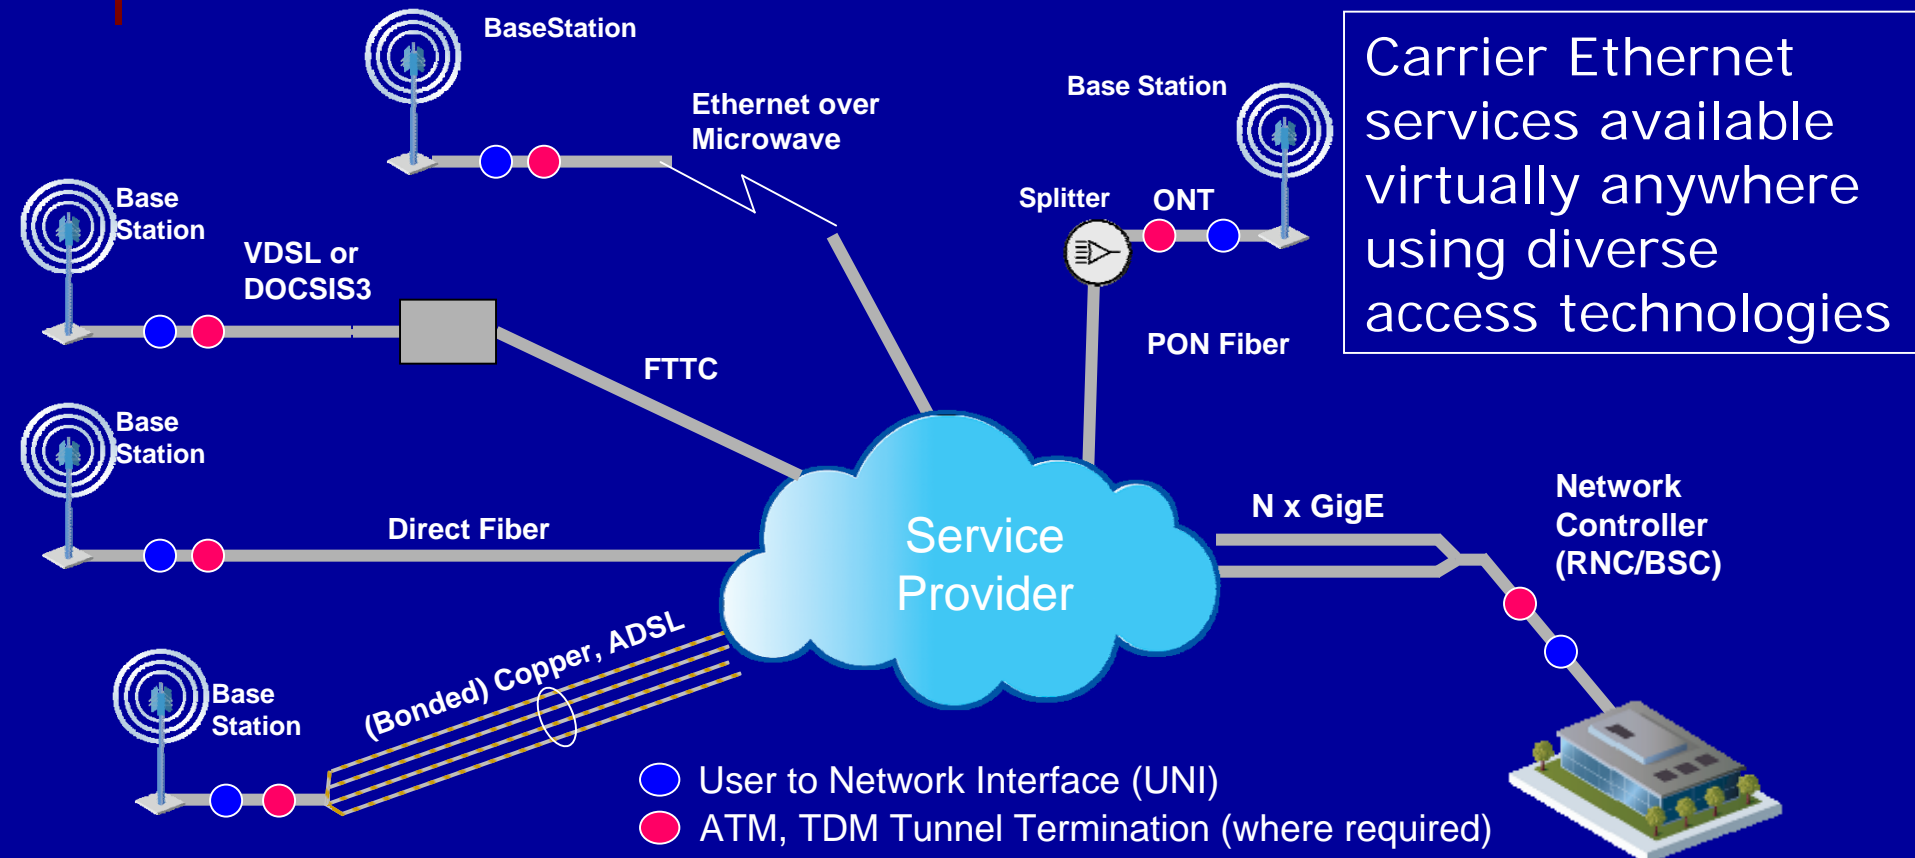 BaseStation
Carrier Ethernet
services available
virtually anywhere
using diverse
access technologies
Ethernet over
Microwave
Base Station
Splitter
ONT
Base
Station
VDSL or
DOCSIS3
PON Fiber
FTTC
Base
Station
Direct Fiber
Service
Provider
N x GigE
Network
Controller
(RNC/BSC)
(Bonded) Copper, ADSL
Base
Station
User to Network Interface (UNI)
ATM, TDM Tunnel Termination (where required)